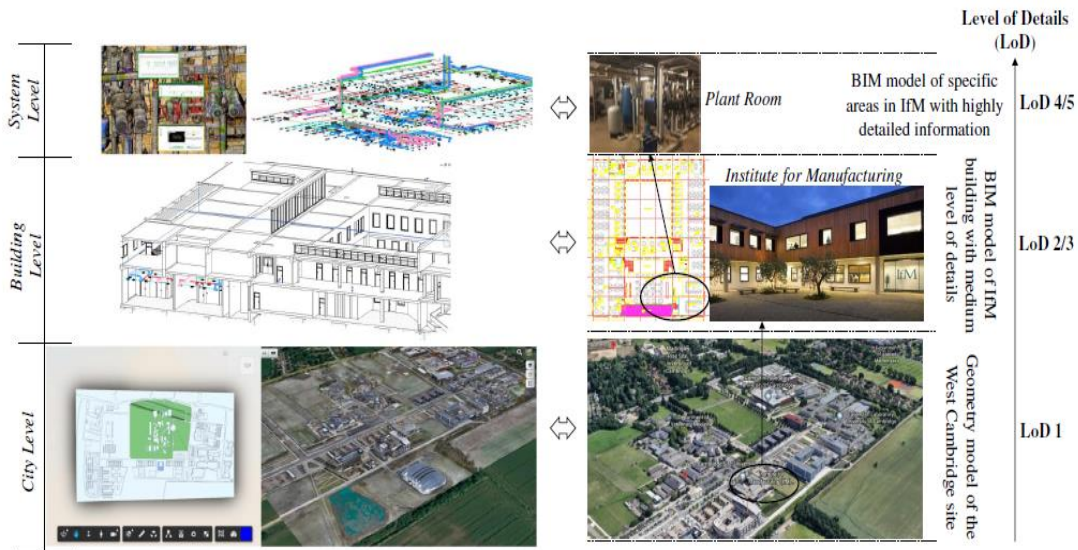 Level of Details
(LoD)
System
Level
Plant Room
BIM model of specific
areas in IfM with highly
detailed information
LoD 4/5
Building
Level
Institute for Manufacturing
IfM
BIM model of IfM
building with medium
level of details
LoD 2/3
City Level
Geometry model of the
West Cambridge site
LoD 1